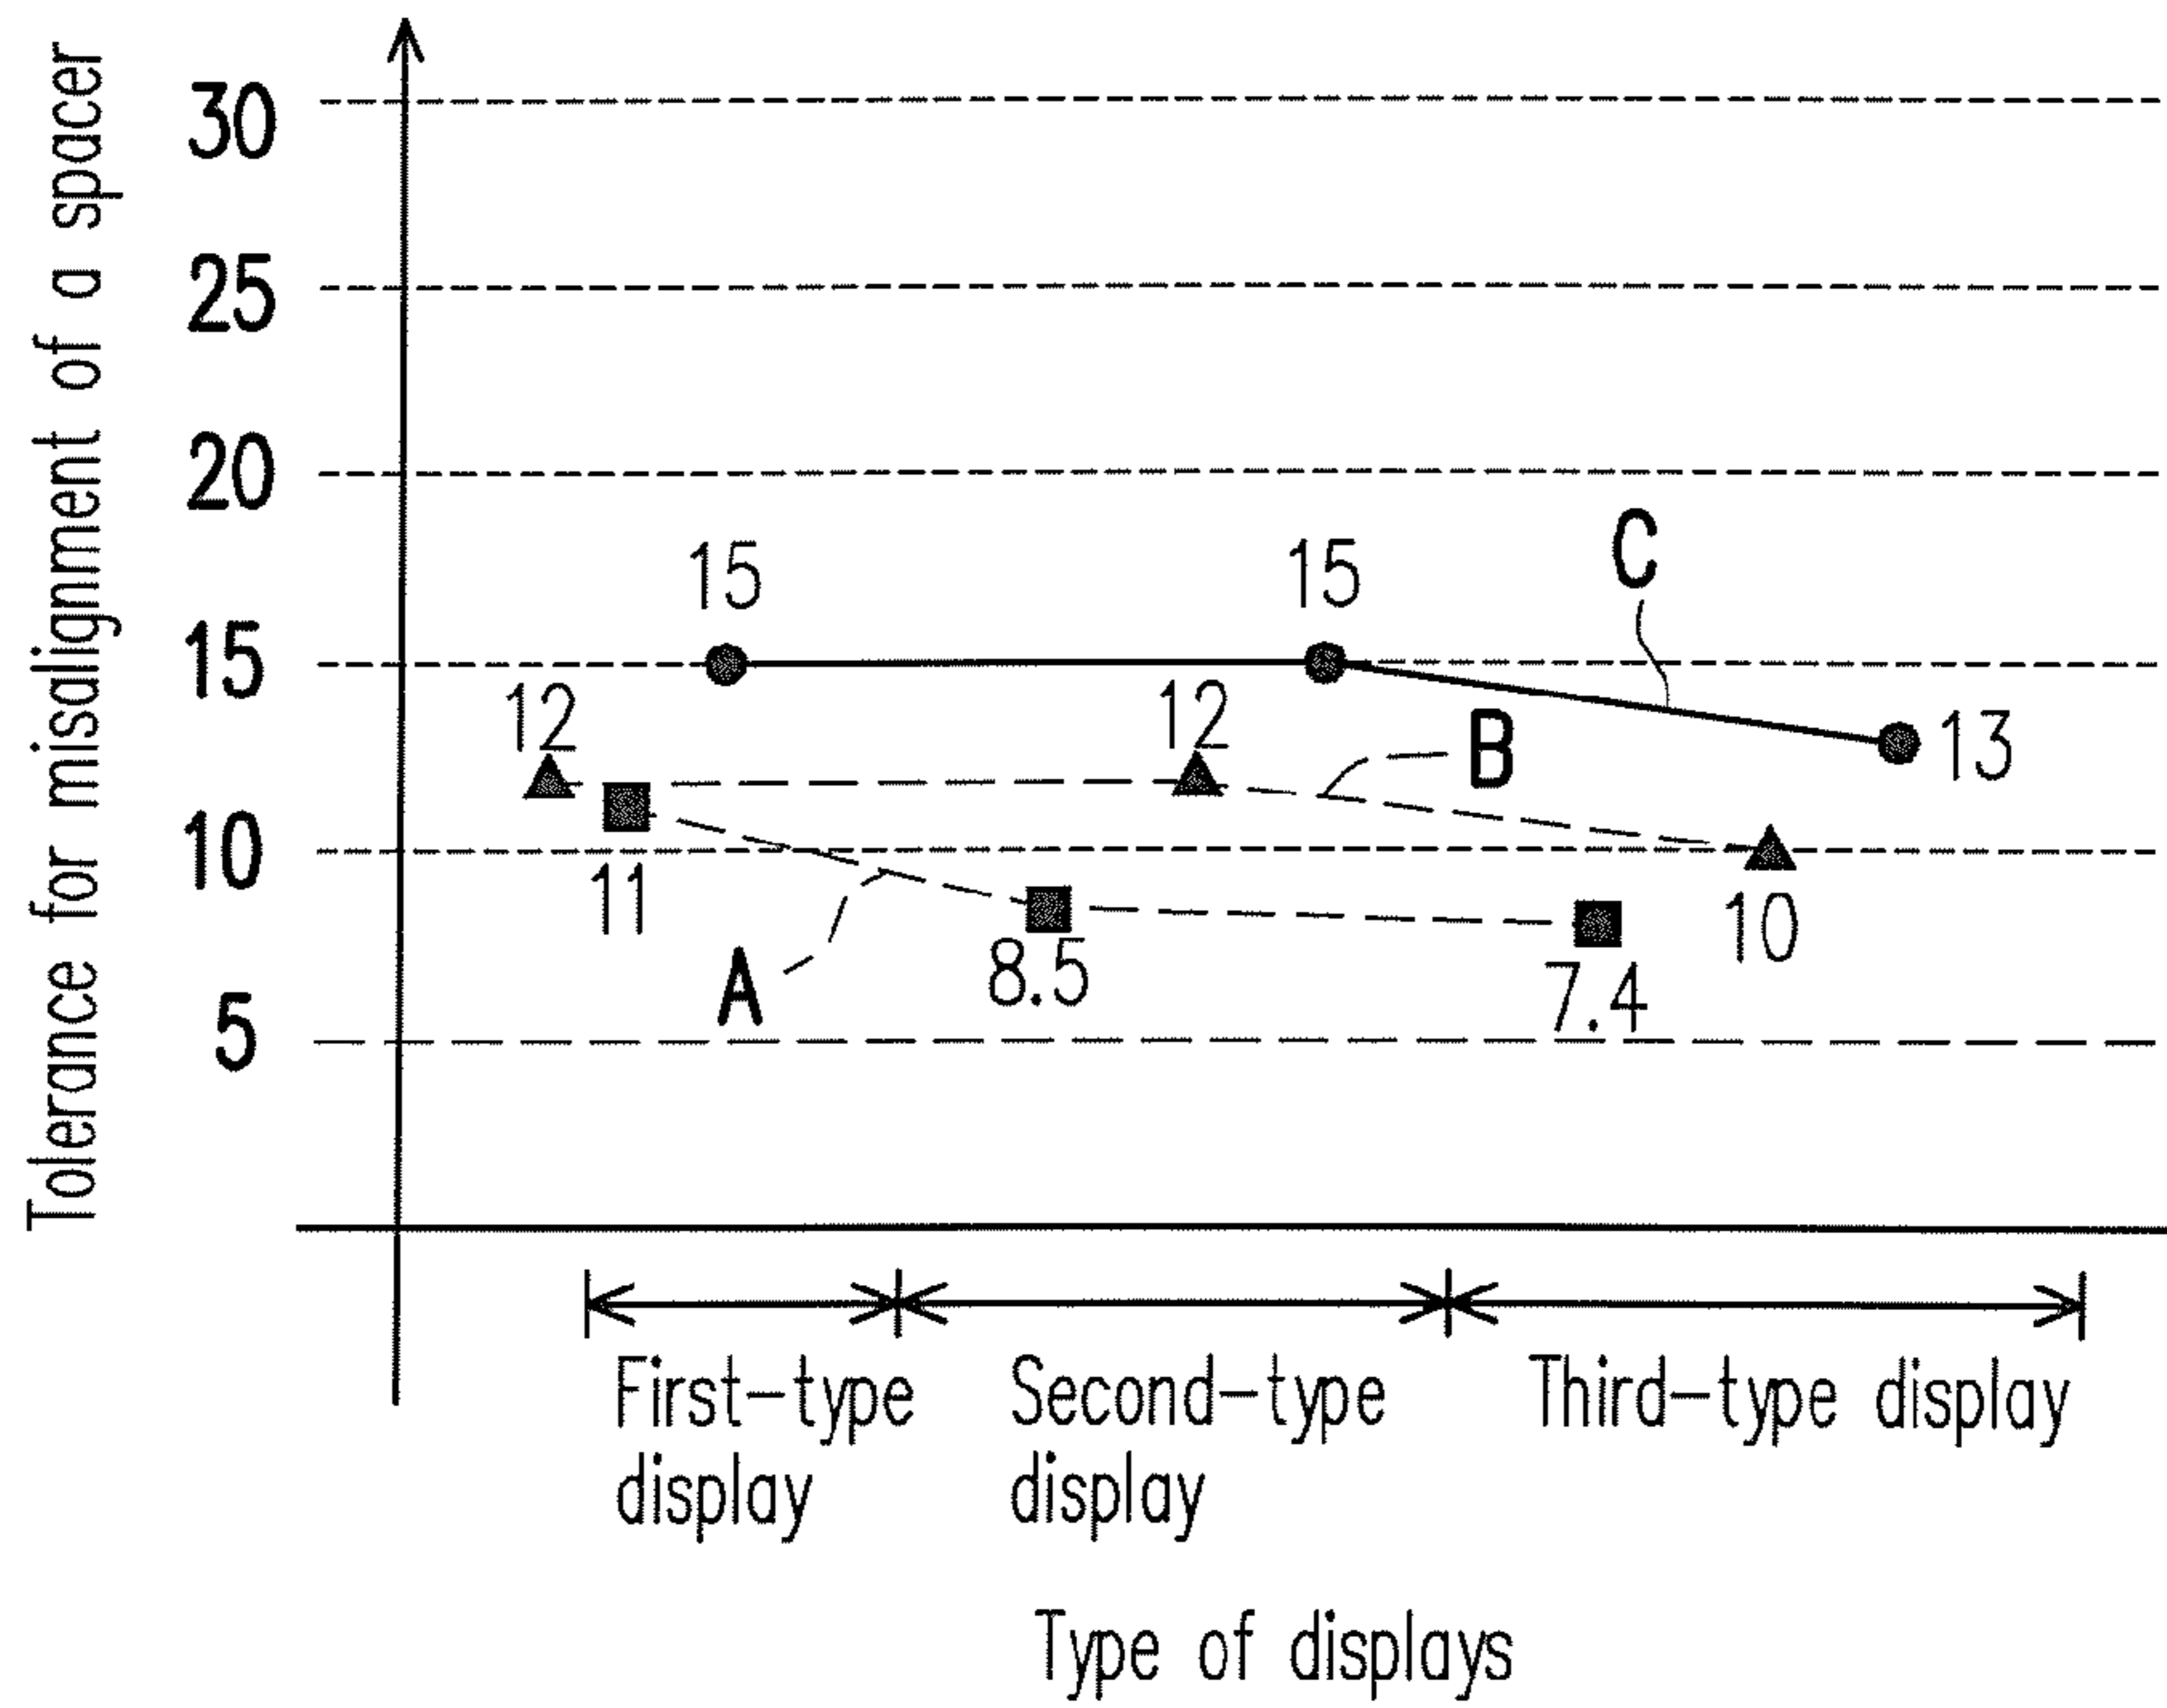 Tolerance for misalignment of a spacer
30
25
20
15
10
5
15
15
C
12
12
B
13
11
A
8.5
7.4
10
First-type
display
Second-type
display
Third-type display
Type of displays